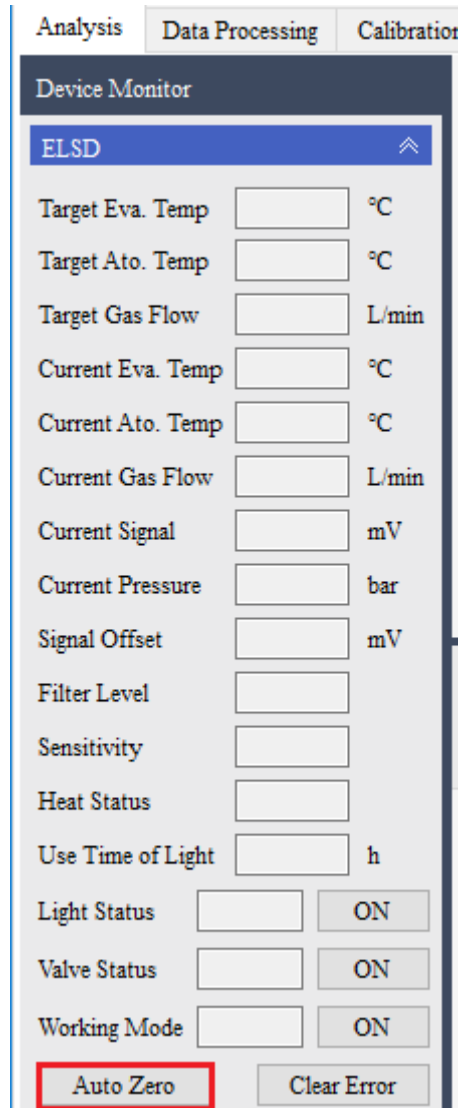 Analysis Data Processing Calibration
Device Monitor
ELSD
Target Eva. Temp °C
Target Ato. Temp °C
Target Gas Flow L/min
Current Eva. Temp °C
Current Ato. Temp °C
Current Gas Flow L/min
Current Signal mV
Current Pressure bar
Signal Offset mV
Filter Level
Sensitivity
Heat Status
Use Time of Light h
Light Status ON
Valve Status ON
Working Mode ON
Auto Zero Clear Error